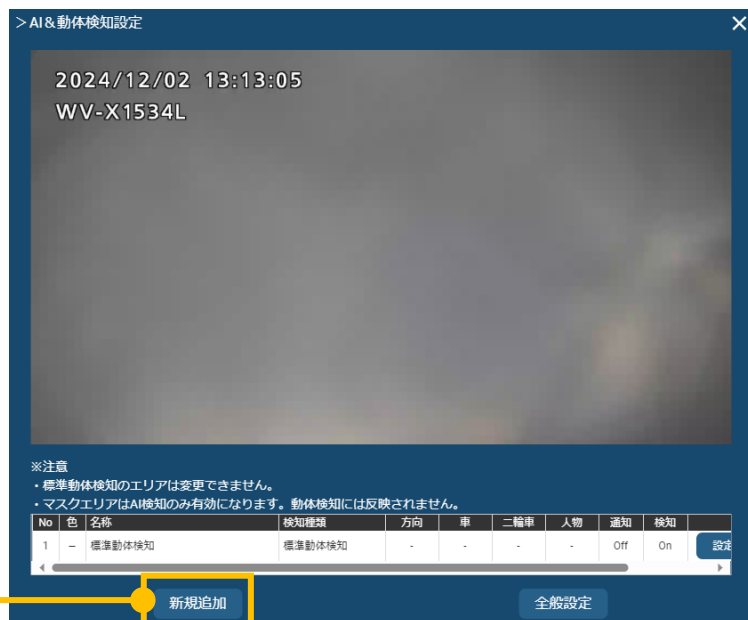 ＞AI＆動体検知設定
×
2024/12/02 13:13:05
WV-X1534L
※注意
・標準動体検知のエリアは変更できません。
・マスクエリアはAI検知のみ有効になります。動体検知には反映されません。
No 色 名称 検知種類 方向 車 二輪車 人物 通知 検知
1 – 標準動体検知 標準動体検知 - - - - Off On 設定
新規追加 全般設定